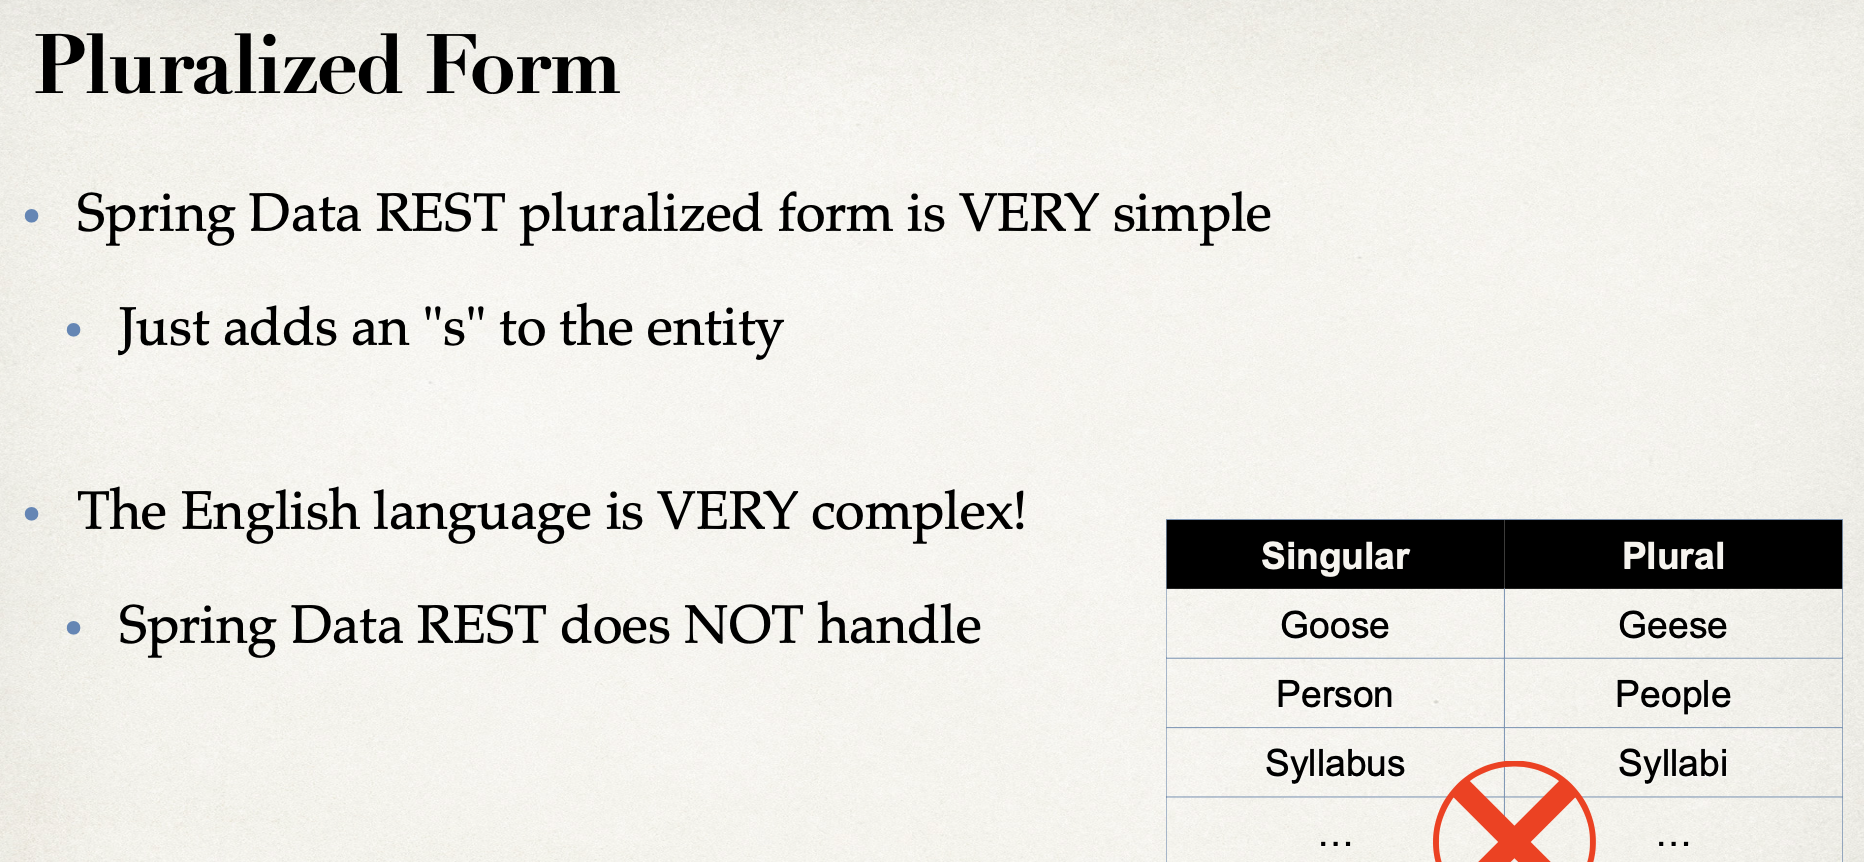 Pluralized Form
• Spring Data REST pluralized form is VERY simple
• Just adds an "s" to the entity
• The English language is VERY complex!
• Spring Data REST does NOT handle
Singular Plural
Goose Geese
Person People
Syllabus Syllabi
... ...